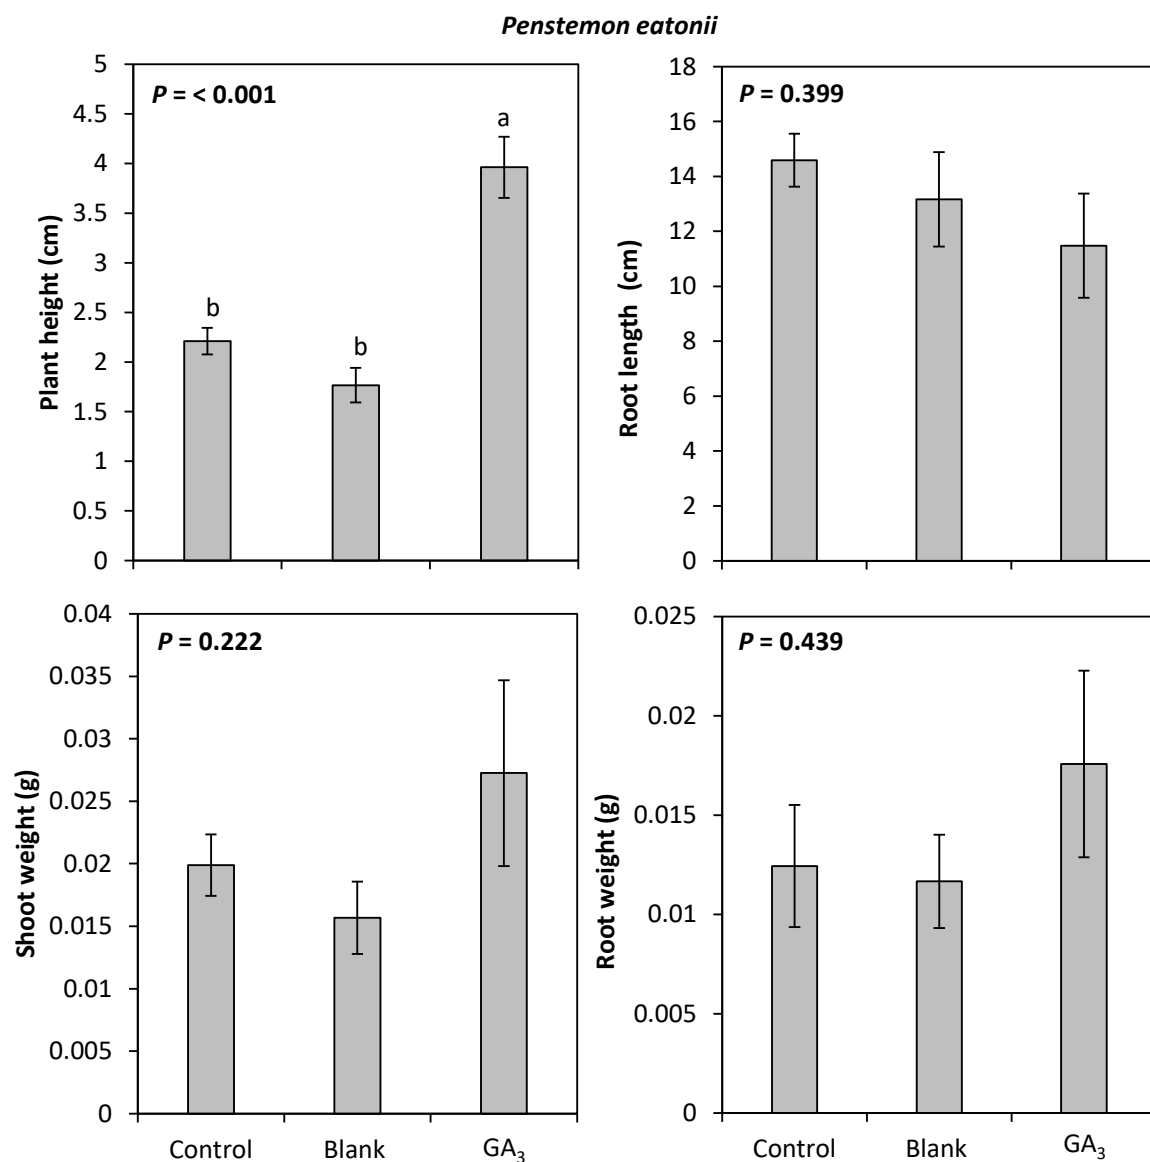 Penstemon eatonii
5
4.5
4
3.5
3
2.5
2
1.5
1
0.5
0
Plant height (cm)
P = < 0.001
b
b
a
18
16
14
12
10
8
6
4
2
0
Root length  (cm)
P = 0.399
0.04
0.035
0.03
0.025
0.02
0.015
0.01
0.005
0
Shoot weight (g)
P = 0.222
Control
Blank
GA₃
0.025
0.02
0.015
0.01
0.005
0
Root weight (g)
P = 0.439
Control
Blank
GA₃